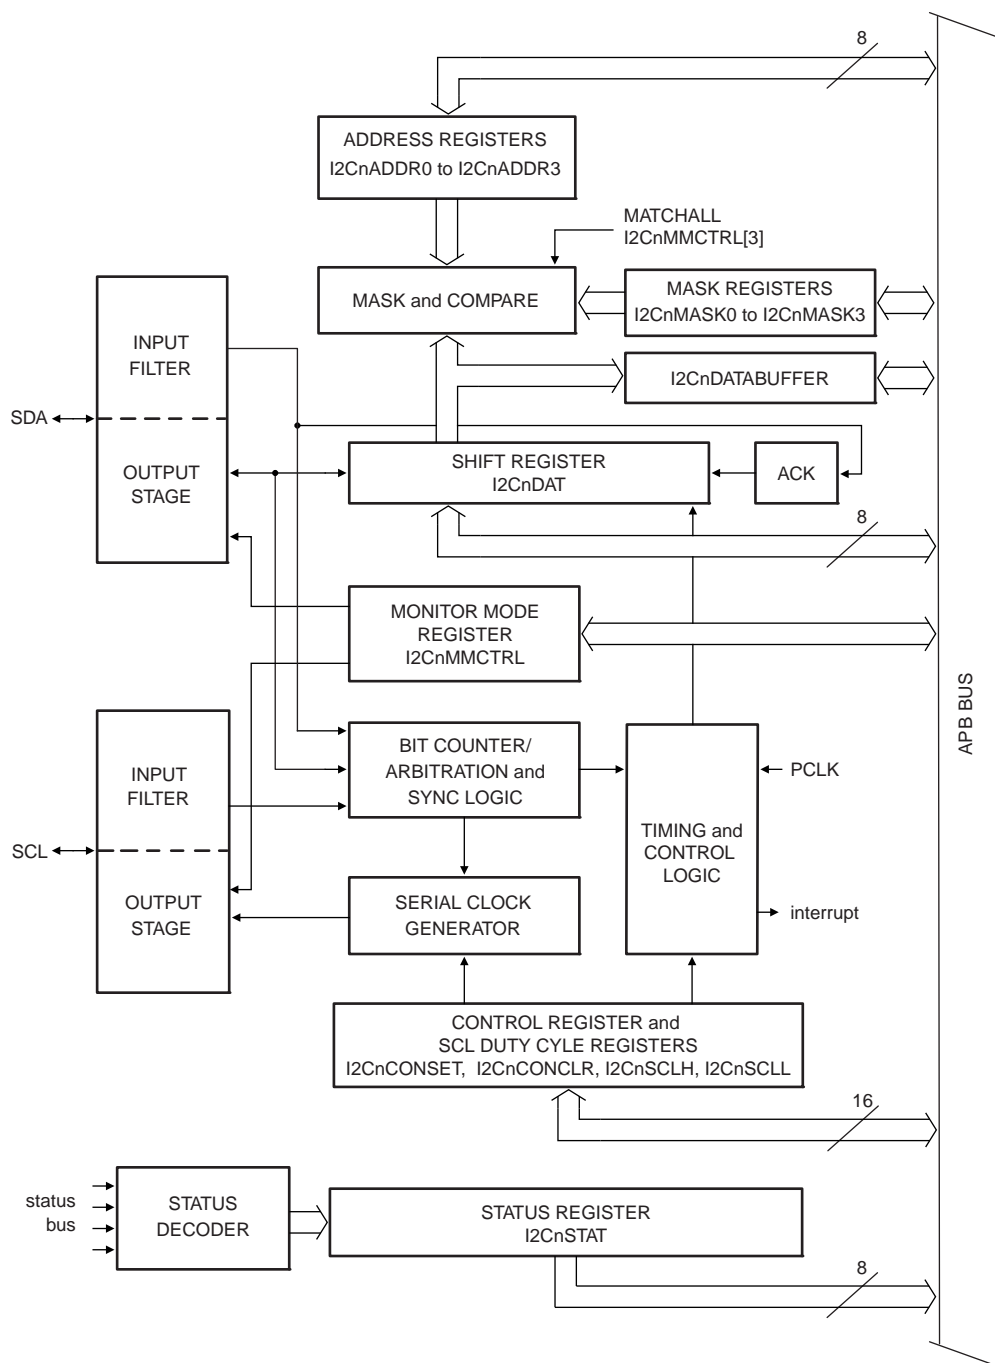 8
ADDRESS REGISTERS
I2CnADDR0 to I2CnADDR3
MATCHALL
I2CnMMCTRL[3]
MASK and COMPARE
MASK REGISTERS
I2CnMASK0 to I2CnMASK3
I2CnDATABUFFER
INPUT
FILTER
SDA
OUTPUT
STAGE
SHIFT REGISTER
I2CnDAT
ACK
8
MONITOR MODE
REGISTER
I2CnMMCTRL
APB BUS
INPUT
FILTER
SCL
OUTPUT
STAGE
BIT COUNTER/
ARBITRATION and
SYNC LOGIC
PCLK
TIMING and
CONTROL
LOGIC
SERIAL CLOCK
GENERATOR
interrupt
CONTROL REGISTER and
SCL DUTY CYLE REGISTERS
I2CnCONSET, I2CnCONCLR, I2CnSCLH, I2CnSCLL
16
status
bus
STATUS
DECODER
STATUS REGISTER
I2CnSTAT
8